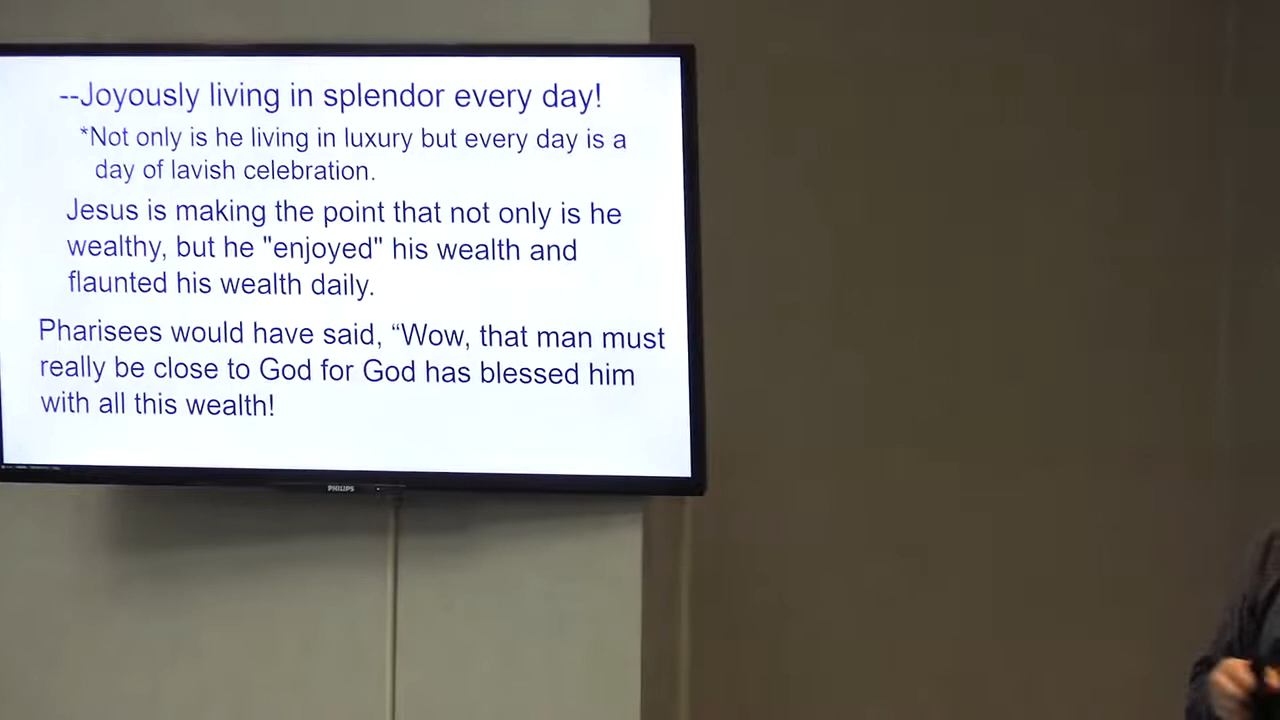 --Joyously living in splendor every day!
*Not only is he living in luxury but every day is a
day of lavish celebration.
Jesus is making the point that not only is he
wealthy, but he "enjoyed" his wealth and
flaunted his wealth daily.
Pharisees would have said, “Wow, that man must
really be close to God for God has blessed him
with all this wealth!
PHILIPS